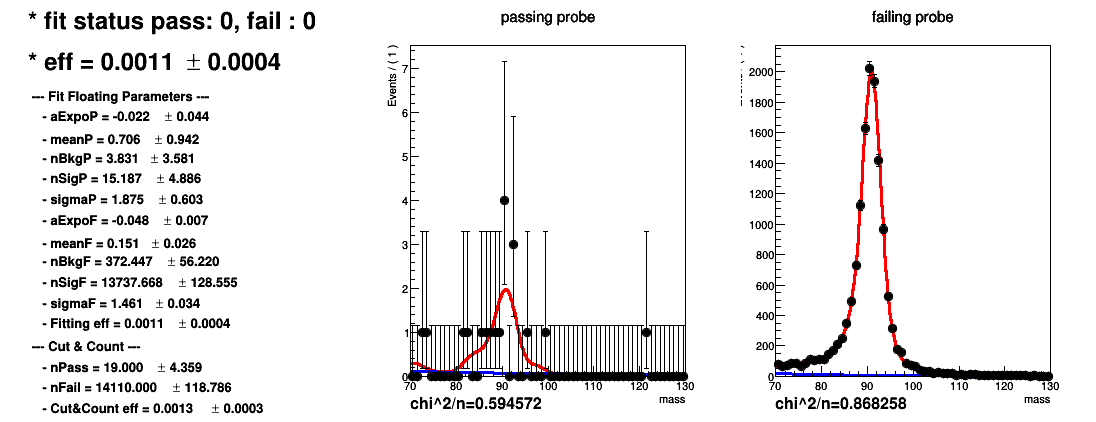 * fit status pass: 0, fail : 0
* eff = 0.0011 ± 0.0004
--- Fit Floating Parameters ---
- aExpoP = -0.022 ± 0.044
- meanP = 0.706 ± 0.942
- nBkgP = 3.831 ± 3.581
- nSigP = 15.187 ± 4.886
- sigmaP = 1.875 ± 0.603
- aExpoF = -0.048 ± 0.007
- meanF = 0.151 ± 0.026
- nBkgF = 372.447 ± 56.220
- nSigF = 13737.668 ± 128.555
- sigmaF = 1.461 ± 0.034
- Fitting eff = 0.0011 ± 0.0004
--- Cut & Count ---
- nPass = 19.000 ± 4.359
- nFail = 14110.000 ± 118.786
- Cut&Count eff = 0.0013 ± 0.0003
passing probe
Events / ( 1 )
7
6
5
4
3
2
1
0
70 80 90 100 110 120 130
mass
chi^2/n=0.594572
failing probe
2000
1800
1600
1400
1200
1000
800
600
400
200
0
70 80 90 100 110 120 130
mass
chi^2/n=0.868258